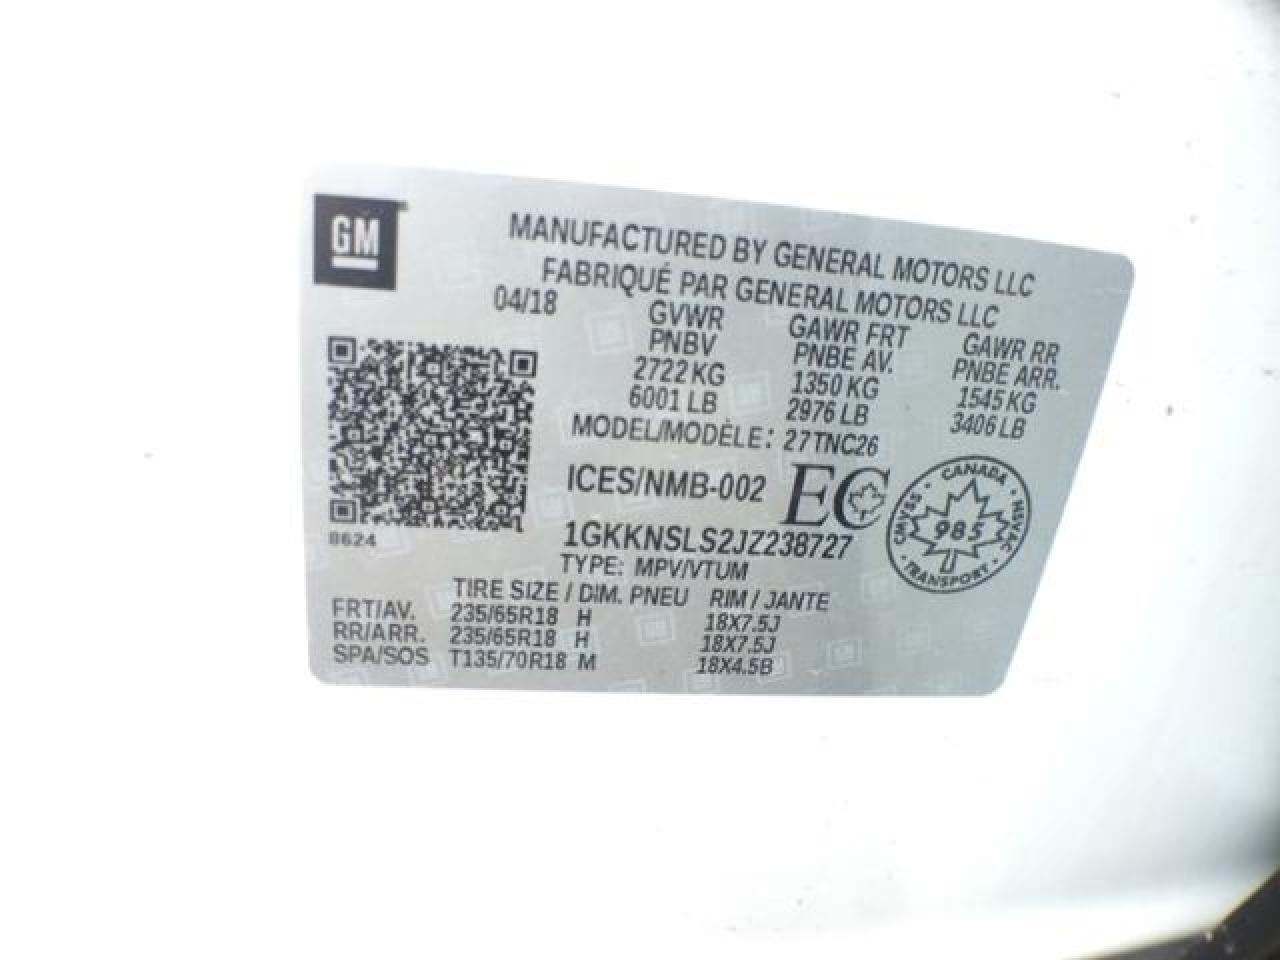 GM
MANUFACTURED BY GENERAL MOTORS LLC
FABRIQUÉ PAR GENERAL MOTORS LLC
04/18 GVWR GAWR FRT GAWR RR
PNBV PNBE AV. PNBE ARR.
2722 KG 1350 KG 1545 KG
6001 LB 2976 LB 3406 LB
MODEL/MODÈLE: 27TNC26
ICES/NMB-002 EC
CANADA
CMVSS 985 NSVAC
TRANSPORT
8624
1GKKNSLS2JZ238727
TYPE: MPV/VTUM
TIRE SIZE / DIM. PNEU RIM / JANTE
FRT/AV. 235/65R18 H 18X7.5J
RR/ARR. 235/65R18 H 18X7.5J
SPA/SOS T135/70R18 M 18X4.5B